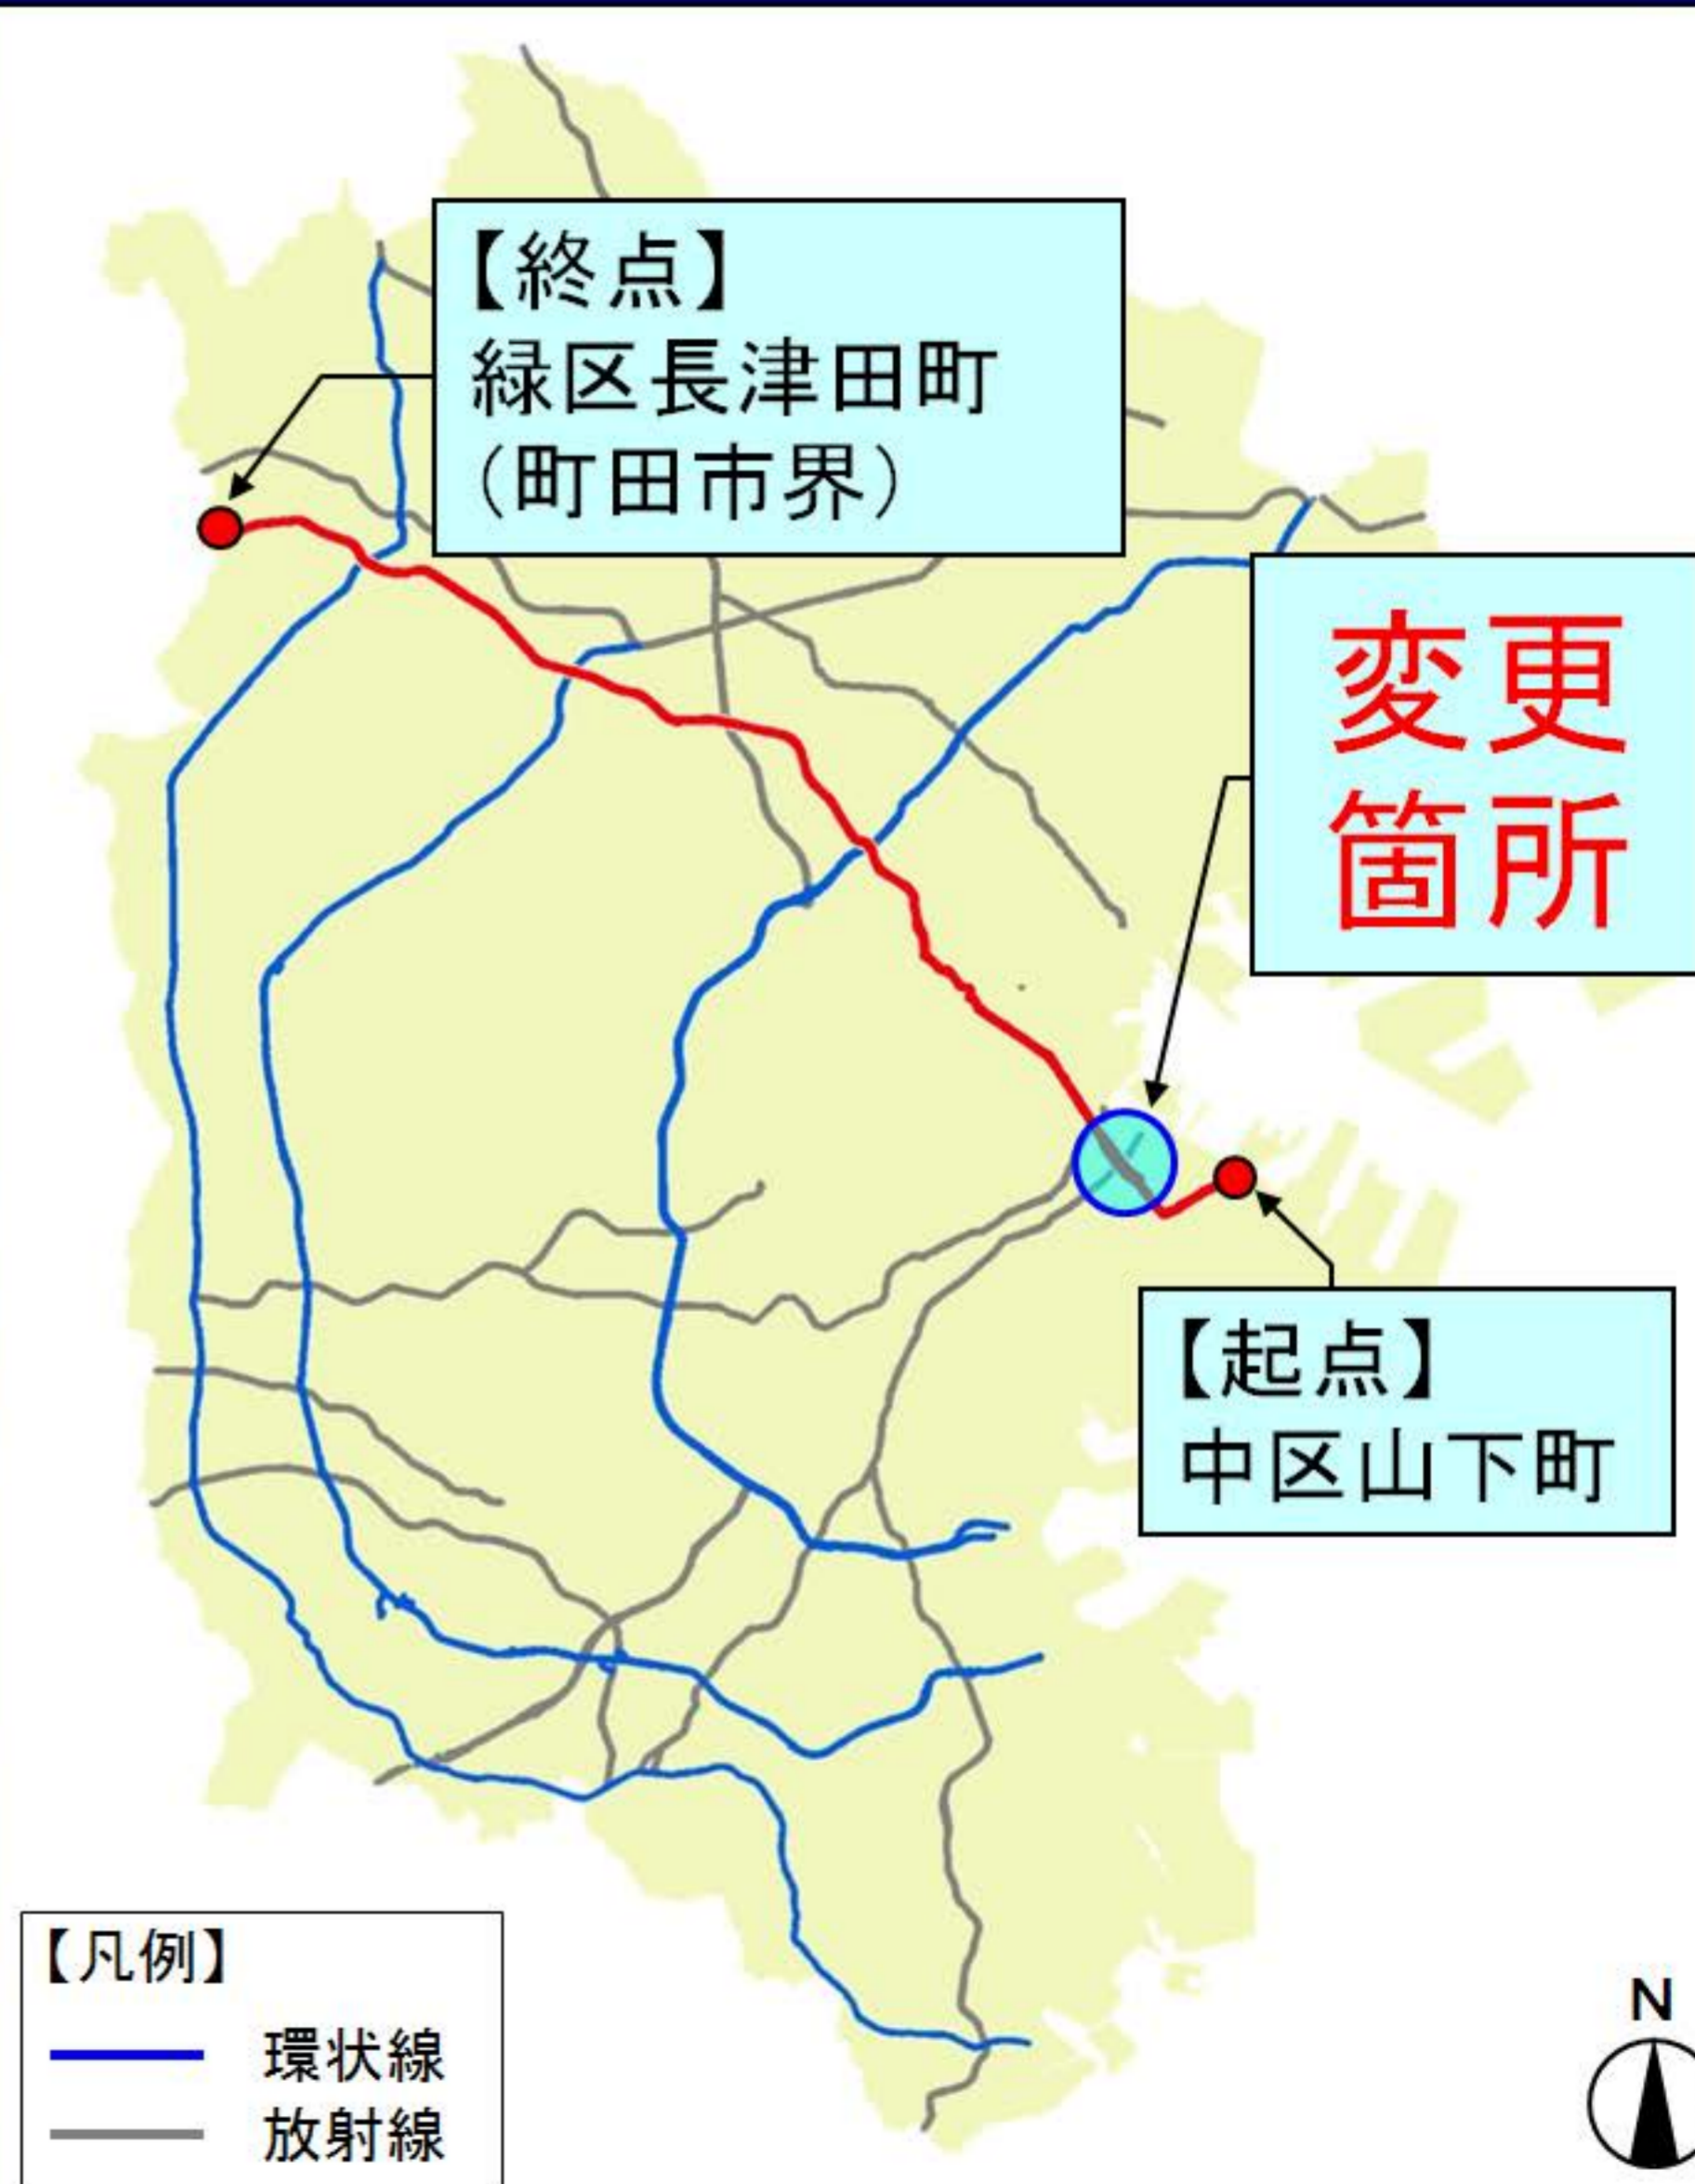 【終点】
緑区長津田町
（町田市界）
変更
箇所
【起点】
中区山下町
【凡例】
環状線
放射線
N